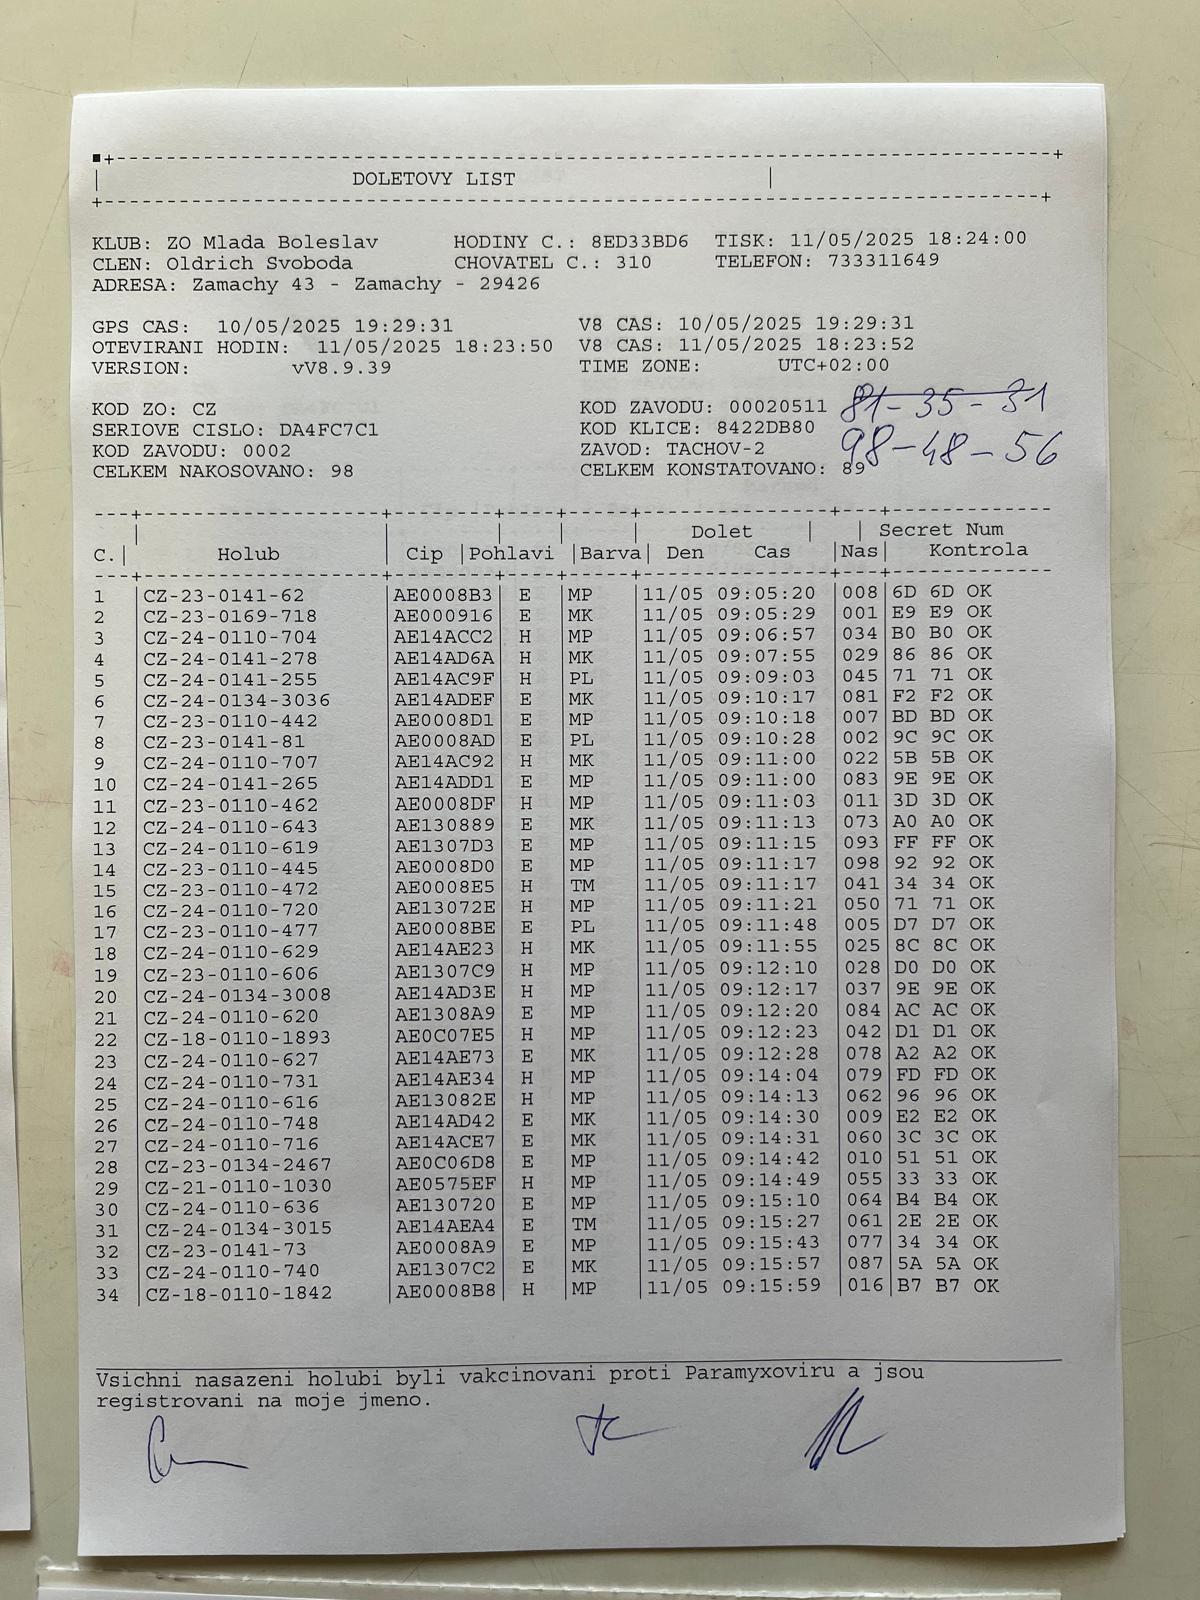 DOLETOVY LIST
KLUB: ZO Mlada Boleslav HODINY C.: 8ED33BD6 TISK: 11/05/2025 18:24:00
CLEN: Oldrich Svoboda CHOVATEL C.: 310 TELEFON: 733311649
ADRESA: Zamachy 43 - Zamachy - 29426
GPS CAS: 10/05/2025 19:29:31 V8 CAS: 10/05/2025 19:29:31
OTEVIRANI HODIN: 11/05/2025 18:23:50 V8 CAS: 11/05/2025 18:23:52
VERSION: vV8.9.39 TIME ZONE: UTC+02:00
KOD ZO: CZ KOD ZAVODU: 00020511 81-35-31
SERIOVE CISLO: DA4FC7C1 KOD KLICE: 8422DB80
KOD ZAVODU: 0002 ZAVOD: TACHOV-2 98-48-56
CELKEM NAKOSOVANO: 98 CELKEM KONSTATOVANO: 89
Dolet | | Secret Num
C.| Holub | Cip |Pohlavi |Barva| Den Cas |Nas| Kontrola
1 |CZ-23-0141-62 |AE0008B3| E |MP |11/05 09:05:20 |008|6D 6D OK
2 |CZ-23-0169-718 |AE000916| E |MK |11/05 09:05:29 |001|E9 E9 OK
3 |CZ-24-0110-704 |AE14ACC2| H |MP |11/05 09:06:57 |034|B0 B0 OK
4 |CZ-24-0141-278 |AE14AD6A| H |MK |11/05 09:07:55 |029|86 86 OK
5 |CZ-24-0141-255 |AE14AC9F| H |PL |11/05 09:09:03 |045|71 71 OK
6 |CZ-24-0134-3036 |AE14ADEF| E |MK |11/05 09:10:17 |081|F2 F2 OK
7 |CZ-23-0110-442 |AE0008D1| E |MP |11/05 09:10:18 |007|BD BD OK
8 |CZ-23-0141-81 |AE0008AD| E |PL |11/05 09:10:28 |002|9C 9C OK
9 |CZ-24-0110-707 |AE14AC92| H |MK |11/05 09:11:00 |022|5B 5B OK
10 |CZ-24-0141-265 |AE14ADD1| E |MP |11/05 09:11:00 |083|9E 9E OK
11 |CZ-23-0110-462 |AE0008DF| H |MP |11/05 09:11:03 |011|3D 3D OK
12 |CZ-24-0110-643 |AE130889| E |MK |11/05 09:11:13 |073|A0 A0 OK
13 |CZ-24-0110-619 |AE1307D3| E |MP |11/05 09:11:15 |093|FF FF OK
14 |CZ-23-0110-445 |AE0008D0| E |MP |11/05 09:11:17 |098|92 92 OK
15 |CZ-23-0110-472 |AE0008E5| H |TM |11/05 09:11:17 |041|34 34 OK
16 |CZ-24-0110-720 |AE13072E| H |MP |11/05 09:11:21 |050|71 71 OK
17 |CZ-23-0110-477 |AE0008BE| E |PL |11/05 09:11:48 |005|D7 D7 OK
18 |CZ-24-0110-629 |AE14AE23| H |MK |11/05 09:11:55 |025|8C 8C OK
19 |CZ-23-0110-606 |AE1307C9| H |MP |11/05 09:12:10 |028|D0 D0 OK
20 |CZ-24-0134-3008 |AE14AD3E| H |MP |11/05 09:12:17 |037|9E 9E OK
21 |CZ-24-0110-620 |AE1308A9| E |MP |11/05 09:12:20 |084|AC AC OK
22 |CZ-18-0110-1893 |AE0C07E5| H |MP |11/05 09:12:23 |042|D1 D1 OK
23 |CZ-24-0110-627 |AE14AE73| E |MK |11/05 09:12:28 |078|A2 A2 OK
24 |CZ-24-0110-731 |AE14AE34| H |MP |11/05 09:14:04 |079|FD FD OK
25 |CZ-24-0110-616 |AE13082E| H |MP |11/05 09:14:13 |062|96 96 OK
26 |CZ-24-0110-748 |AE14AD42| E |MK |11/05 09:14:30 |009|E2 E2 OK
27 |CZ-24-0110-716 |AE14ACE7| E |MK |11/05 09:14:31 |060|3C 3C OK
28 |CZ-23-0134-2467 |AE0C06D8| E |MP |11/05 09:14:42 |010|51 51 OK
29 |CZ-21-0110-1030 |AE0575EF| H |MP |11/05 09:14:49 |055|33 33 OK
30 |CZ-24-0110-636 |AE130720| E |MP |11/05 09:15:10 |064|B4 B4 OK
31 |CZ-24-0134-3015 |AE14AEA4| E |TM |11/05 09:15:27 |061|2E 2E OK
32 |CZ-23-0141-73 |AE0008A9| E |MP |11/05 09:15:43 |077|34 34 OK
33 |CZ-24-0110-740 |AE1307C2| E |MK |11/05 09:15:57 |087|5A 5A OK
34 |CZ-18-0110-1842 |AE0008B8| H |MP |11/05 09:15:59 |016|B7 B7 OK
Vsichni nasazeni holubi byli vakcinovani proti Paramyxoviru a jsou
registrovani na moje jmeno.